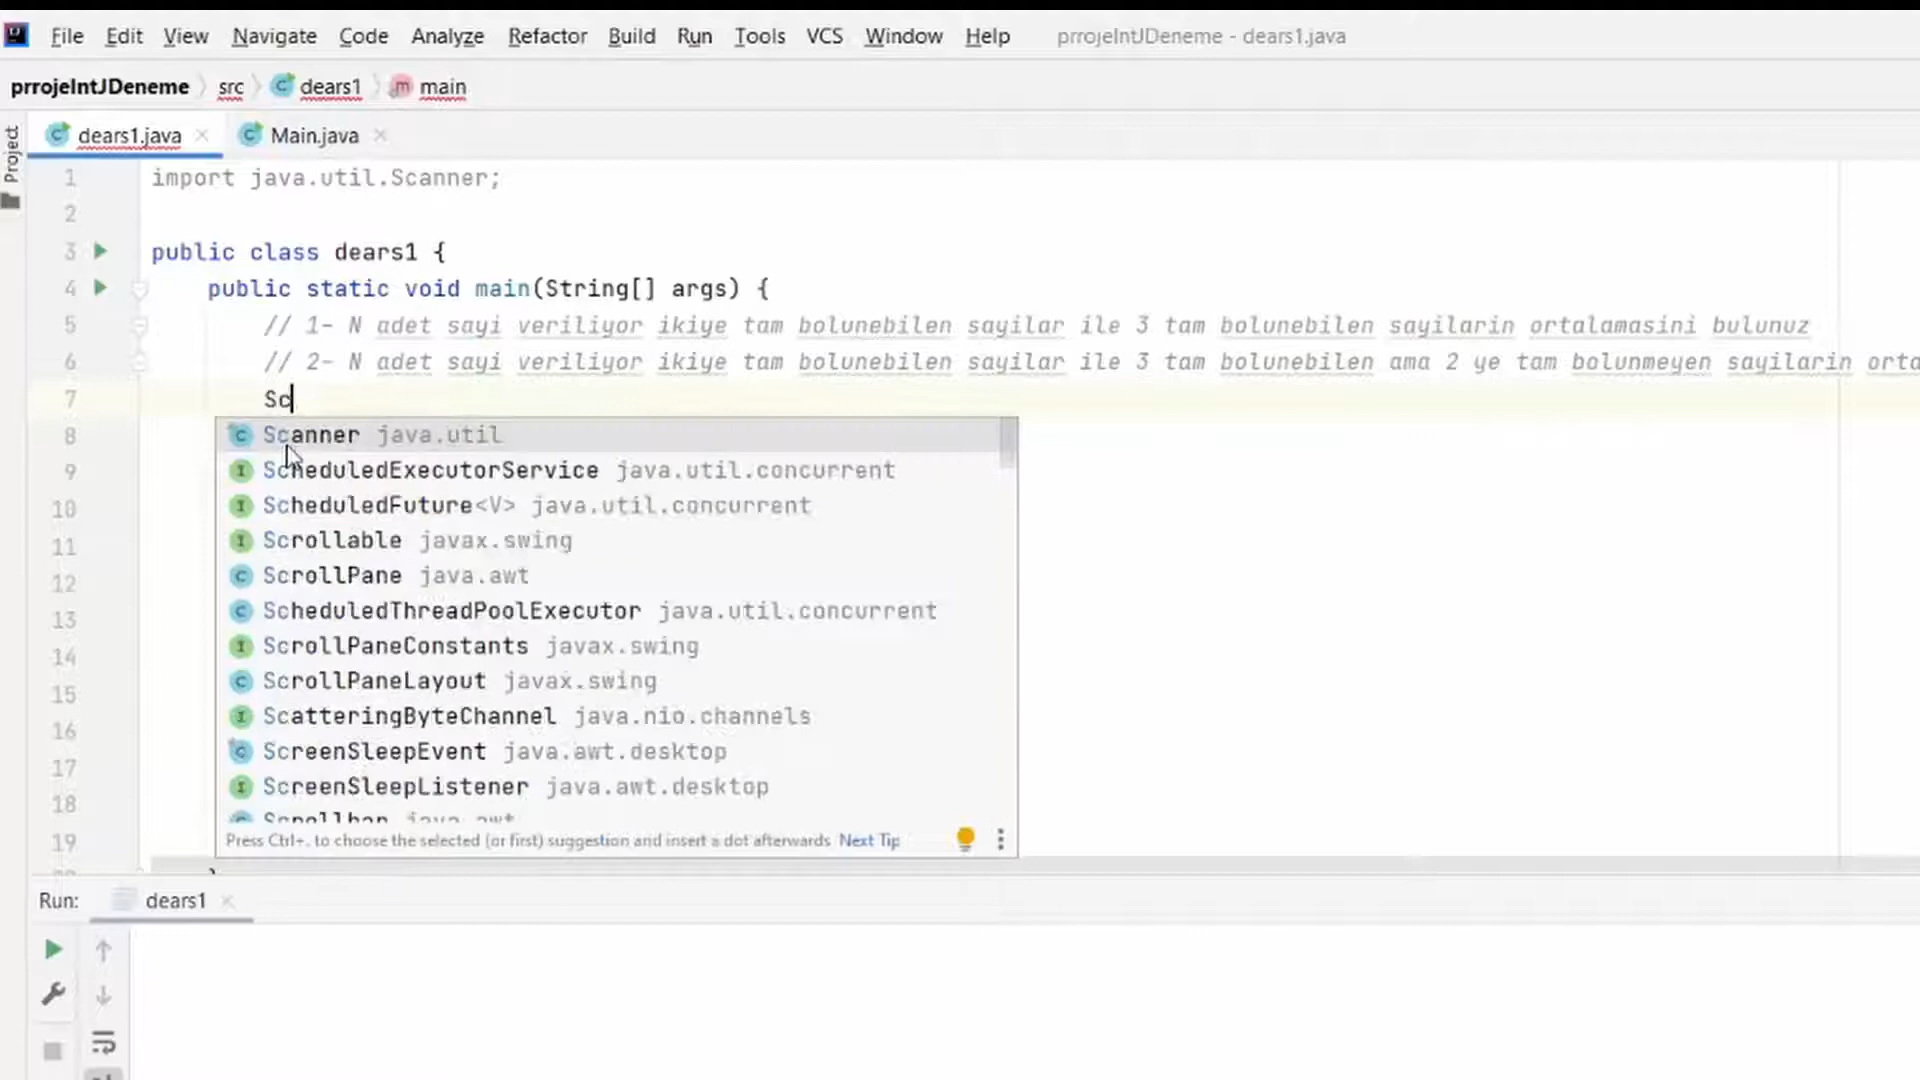 File Edit View Navigate Code Analyze Refactor Build Run Tools VCS Window Help prrojeIntJDeneme - dears1.java
prrojeIntJDeneme src dears1 main
Project
dears1.java Main.java
1 import java.util.Scanner;
2
3 public class dears1 {
4 public static void main(String[] args) {
5 // 1- N adet sayi veriliyor ikiye tam bolunebilen sayilar ile 3 tam bolunebilen sayilarin ortalamasini bulunuz
6 // 2- N adet sayi veriliyor ikiye tam bolunebilen sayilar ile 3 tam bolunebilen ama 2 ye tam bolunmeyen sayilarin orta
7 Sc
8 Scanner java.util
9 ScheduledExecutorService java.util.concurrent
10 ScheduledFuture<V> java.util.concurrent
11 Scrollable javax.swing
12 ScrollPane java.awt
13 ScheduledThreadPoolExecutor java.util.concurrent
14 ScrollPaneConstants javax.swing
15 ScrollPaneLayout javax.swing
16 ScatteringByteChannel java.nio.channels
17 ScreenSleepEvent java.awt.desktop
18 ScreenSleepListener java.awt.desktop
19 Press Ctrl+. to choose the selected (or first) suggestion and insert a dot afterwards Next Tip
Run: dears1